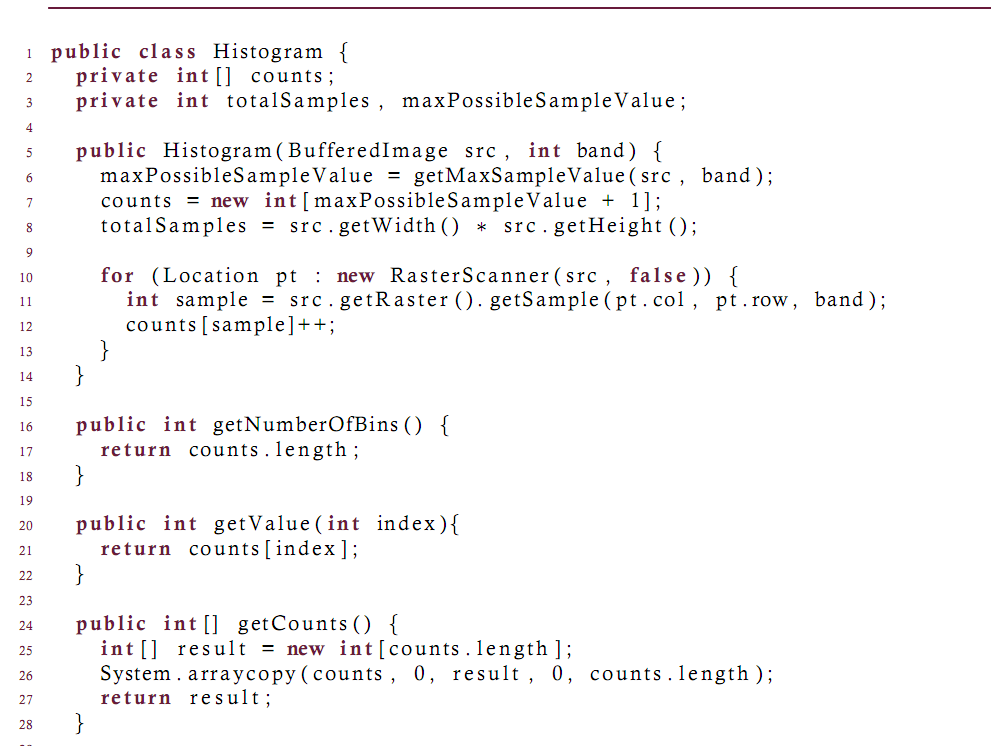 1 public class Histogram {
2 private int[] counts;
3 private int totalSamples, maxPossibleSampleValue;
4
5 public Histogram(BufferedImage src, int band) {
6 maxPossibleSampleValue = getMaxSampleValue(src, band);
7 counts = new int[maxPossibleSampleValue + 1];
8 totalSamples = src.getWidth() * src.getHeight();
9
10 for (Location pt : new RasterScanner(src, false)) {
11 int sample = src.getRaster().getSample(pt.col, pt.row, band);
12 counts[sample]++;
13 }
14 }
15
16 public int getNumberOfBins() {
17 return counts.length;
18 }
19
20 public int getValue(int index){
21 return counts[index];
22 }
23
24 public int[] getCounts() {
25 int[] result = new int[counts.length];
26 System.arraycopy(counts, 0, result, 0, counts.length);
27 return result;
28 }